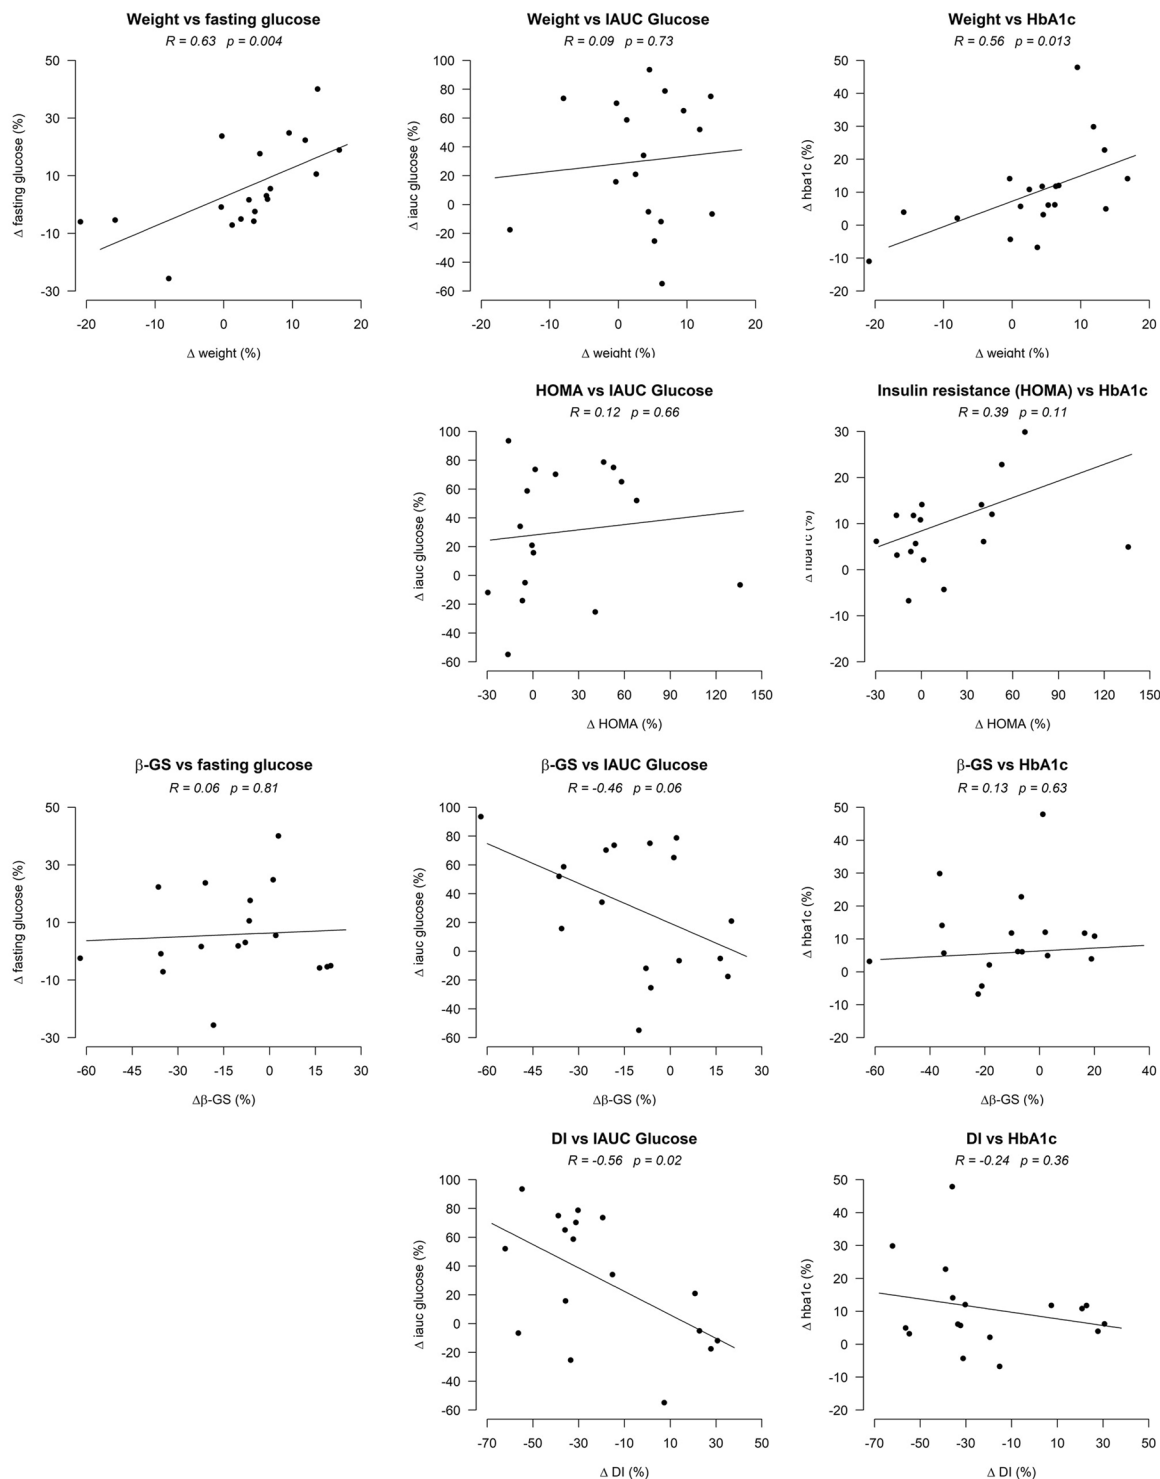 Weight vs fasting glucose
R = 0.63 p = 0.004
Δ fasting glucose (%)
50
30
10
-10
-30
-20 -10 0 10 20
Δ weight (%)
Weight vs IAUC Glucose
R = 0.09 p = 0.73
Δ iauc glucose (%)
100
80
60
40
20
0
-20
-40
-60
-20 -10 0 10 20
Δ weight (%)
Weight vs HbA1c
R = 0.56 p = 0.013
Δ hba1c (%)
50
40
30
20
10
0
-10
-20
-20 -10 0 10 20
Δ weight (%)
HOMA vs IAUC Glucose
R = 0.12 p = 0.66
Δ iauc glucose (%)
100
80
60
40
20
0
-20
-40
-60
-30 0 30 60 90 120 150
Δ HOMA (%)
Insulin resistance (HOMA) vs HbA1c
R = 0.39 p = 0.11
Δ hba1c (%)
30
20
10
0
-10
-20
-30 0 30 60 90 120 150
Δ HOMA (%)
β-GS vs fasting glucose
R = 0.06 p = 0.81
Δ fasting glucose (%)
50
30
10
-10
-30
-60 -45 -30 -15 0 15 30
Δβ-GS (%)
β-GS vs IAUC Glucose
R = -0.46 p = 0.06
Δ iauc glucose (%)
100
80
60
40
20
0
-20
-40
-60
-60 -45 -30 -15 0 15 30
Δβ-GS (%)
β-GS vs HbA1c
R = 0.13 p = 0.63
Δ hba1c (%)
50
40
30
20
10
0
-10
-20
-60 -40 -20 0 20 40
Δβ-GS (%)
DI vs IAUC Glucose
R = -0.56 p = 0.02
Δ iauc glucose (%)
100
80
60
40
20
0
-20
-40
-60
-70 -50 -30 -10 10 30 50
Δ DI (%)
DI vs HbA1c
R = -0.24 p = 0.36
Δ hba1c (%)
50
40
30
20
10
0
-10
-20
-70 -50 -30 -10 10 30 50
Δ DI (%)